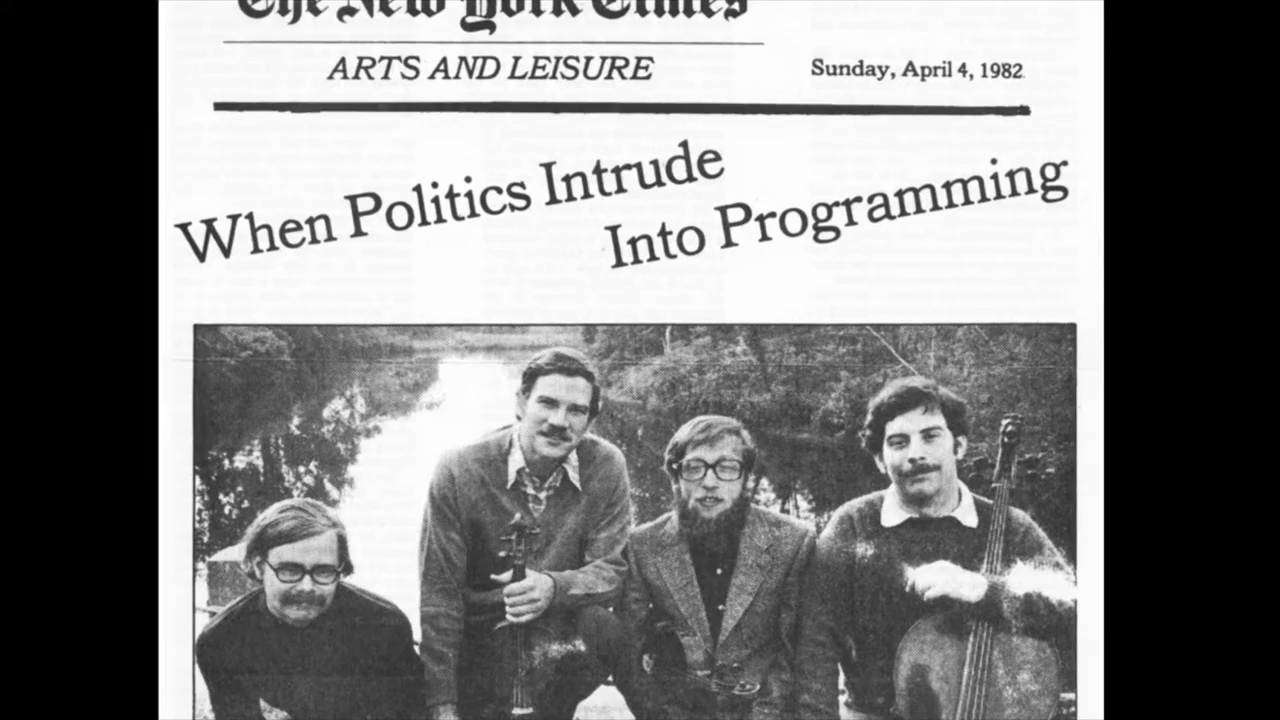 The New York Times
ARTS AND LEISURE
Sunday, April 4, 1982
When Politics Intrude
Into Programming